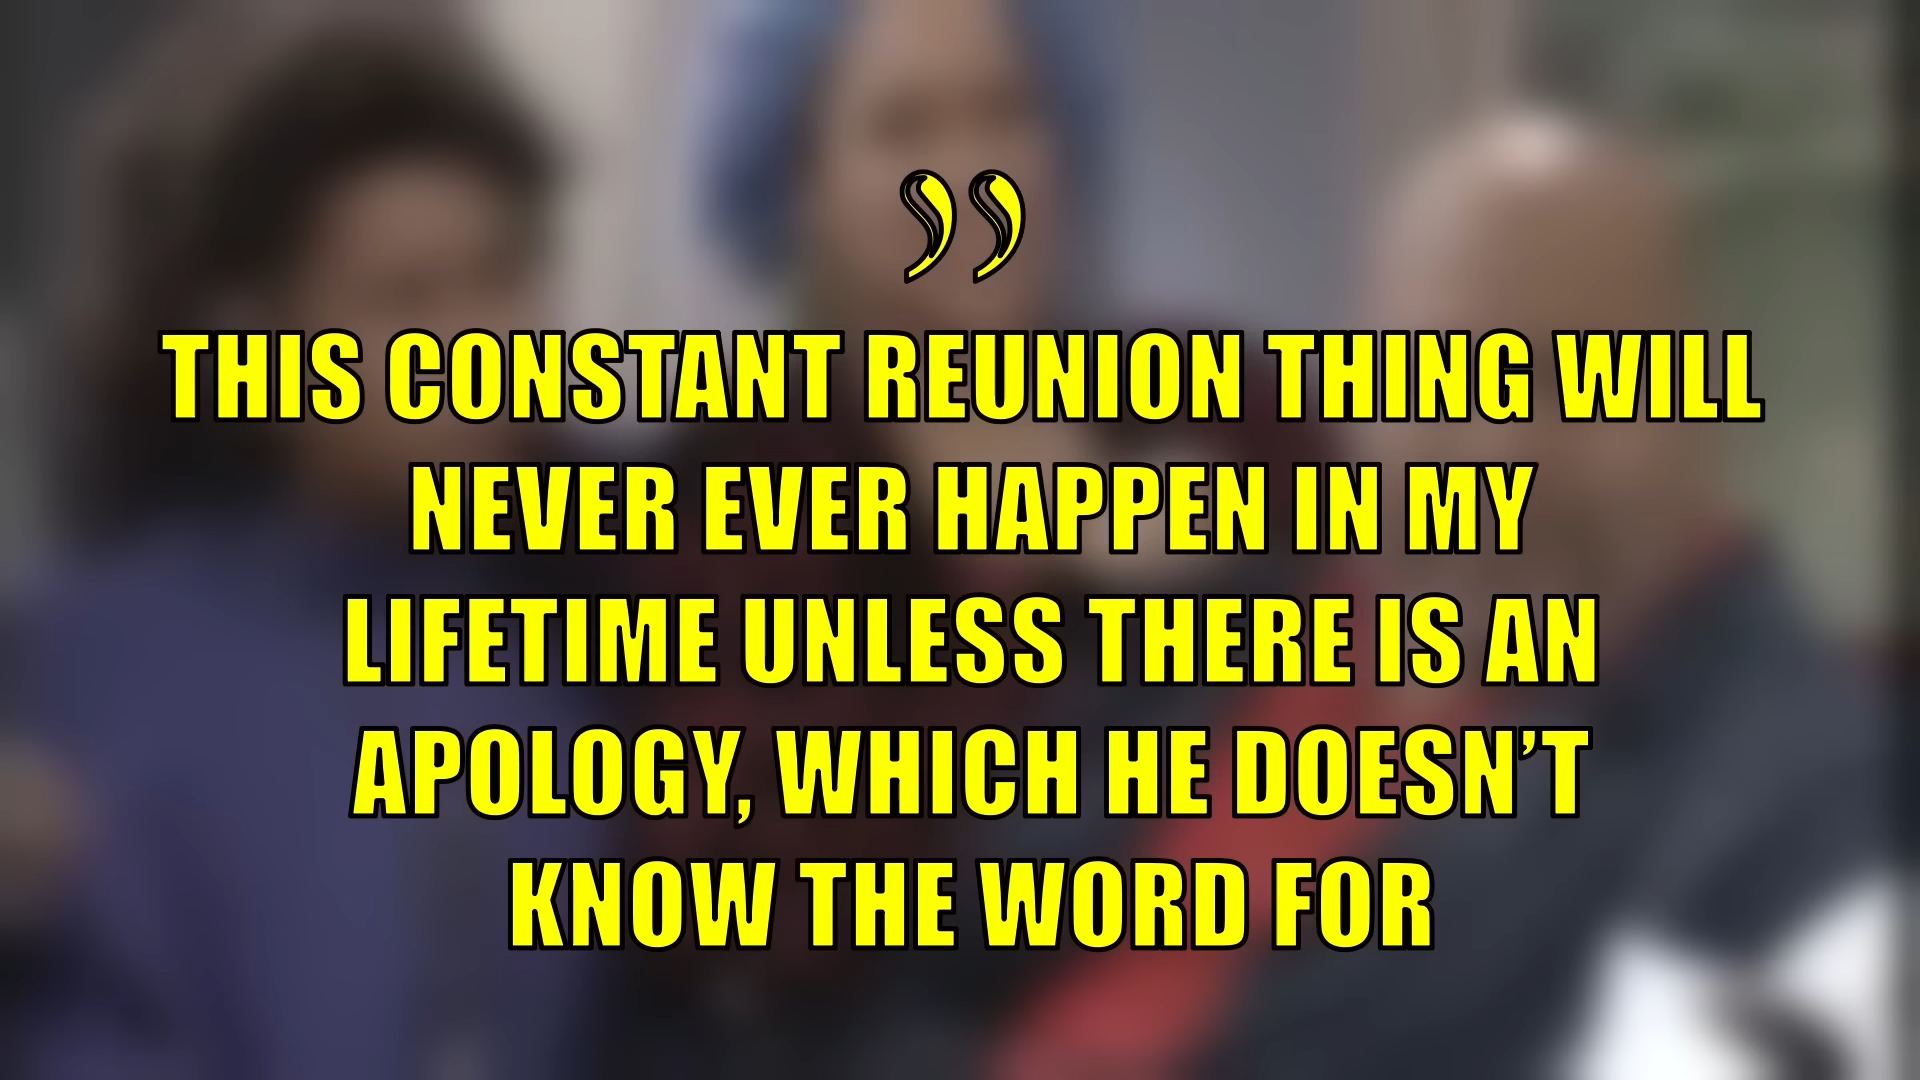 ”
THIS CONSTANT REUNION THING WILL
NEVER EVER HAPPEN IN MY
LIFETIME UNLESS THERE IS AN
APOLOGY, WHICH HE DOESN’T
KNOW THE WORD FOR